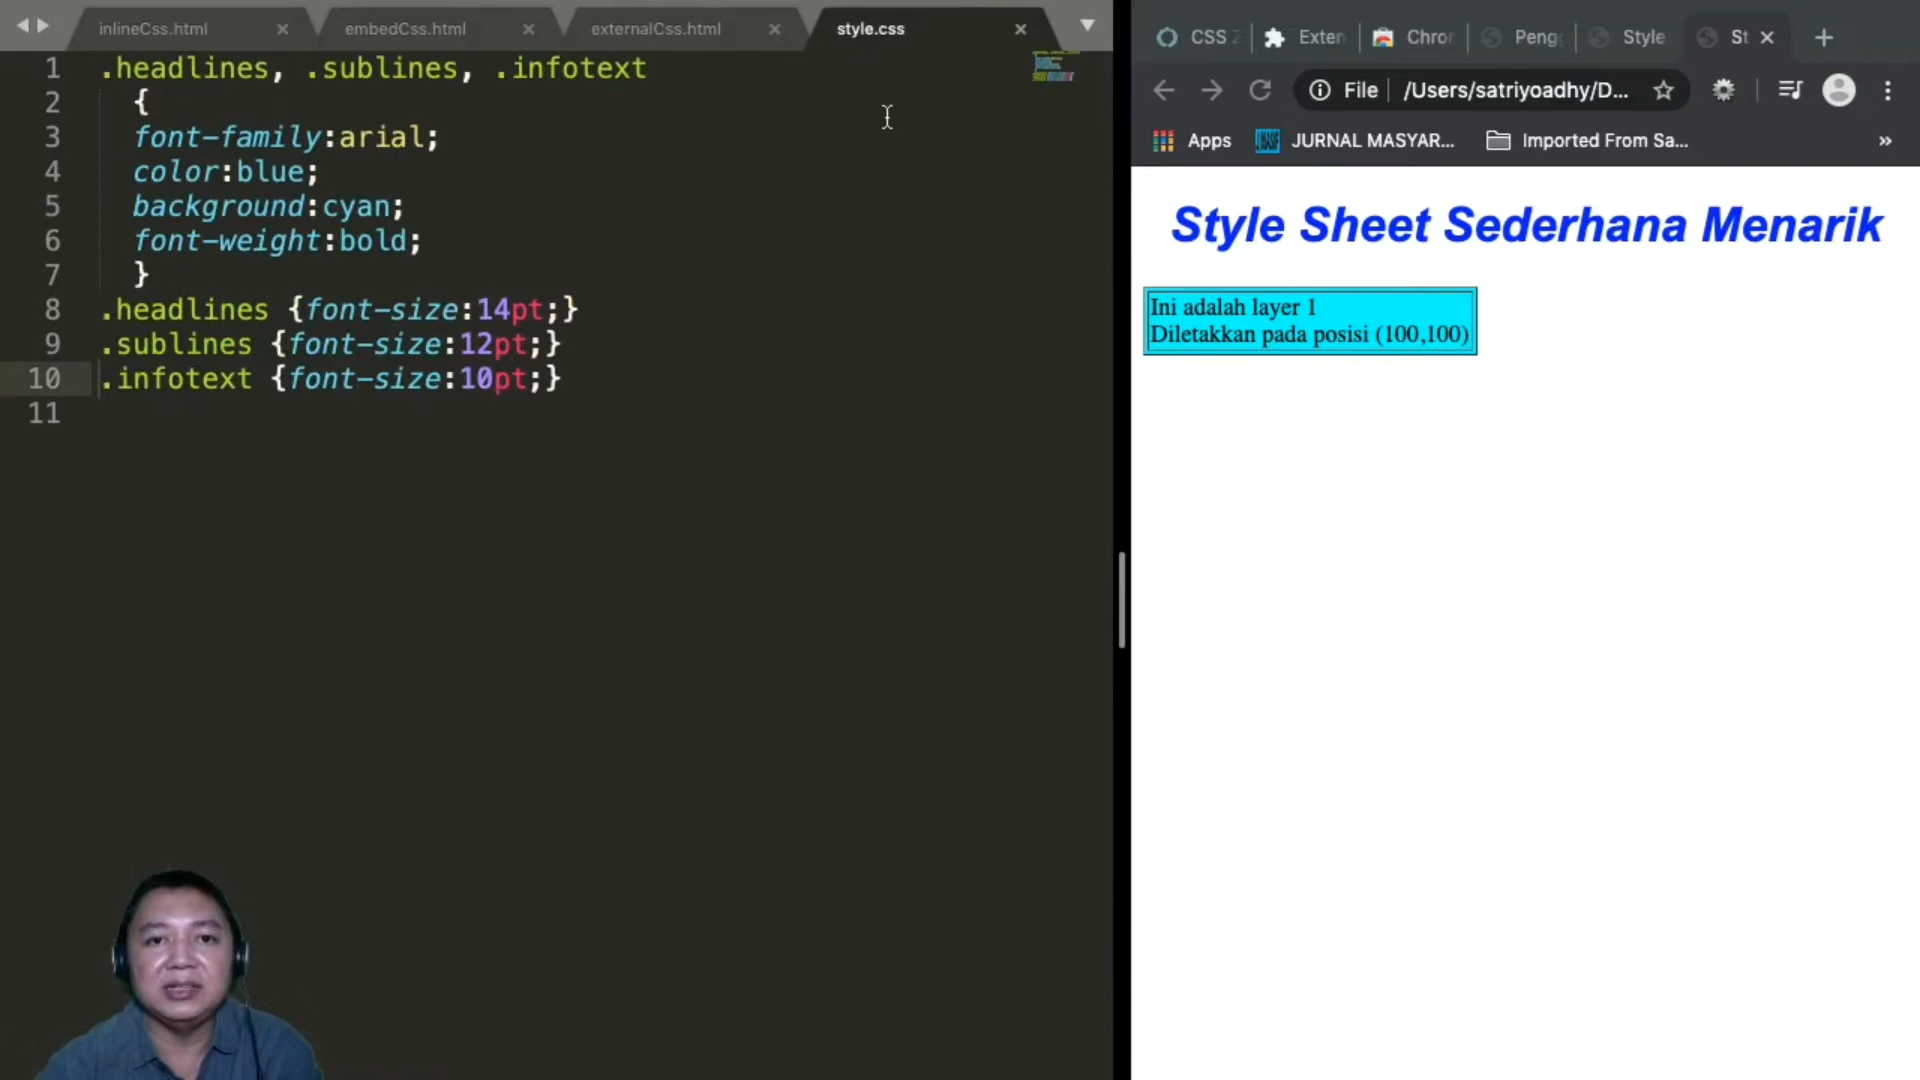 inlineCss.html
embedCss.html
externalCss.html
style.css
1 .headlines, .sublines, .infotext
2 {
3 font-family:arial;
4 color:blue;
5 background:cyan;
6 font-weight:bold;
7 }
8 .headlines {font-size:14pt;}
9 .sublines {font-size:12pt;}
10 .infotext {font-size:10pt;}
11
CSS
Exten
Chror
Peng
Style
St
File /Users/satriyoadhy/D...
Apps
JURNAL MASYAR...
Imported From Sa...
Style Sheet Sederhana Menarik
Ini adalah layer 1
Diletakkan pada posisi (100,100)